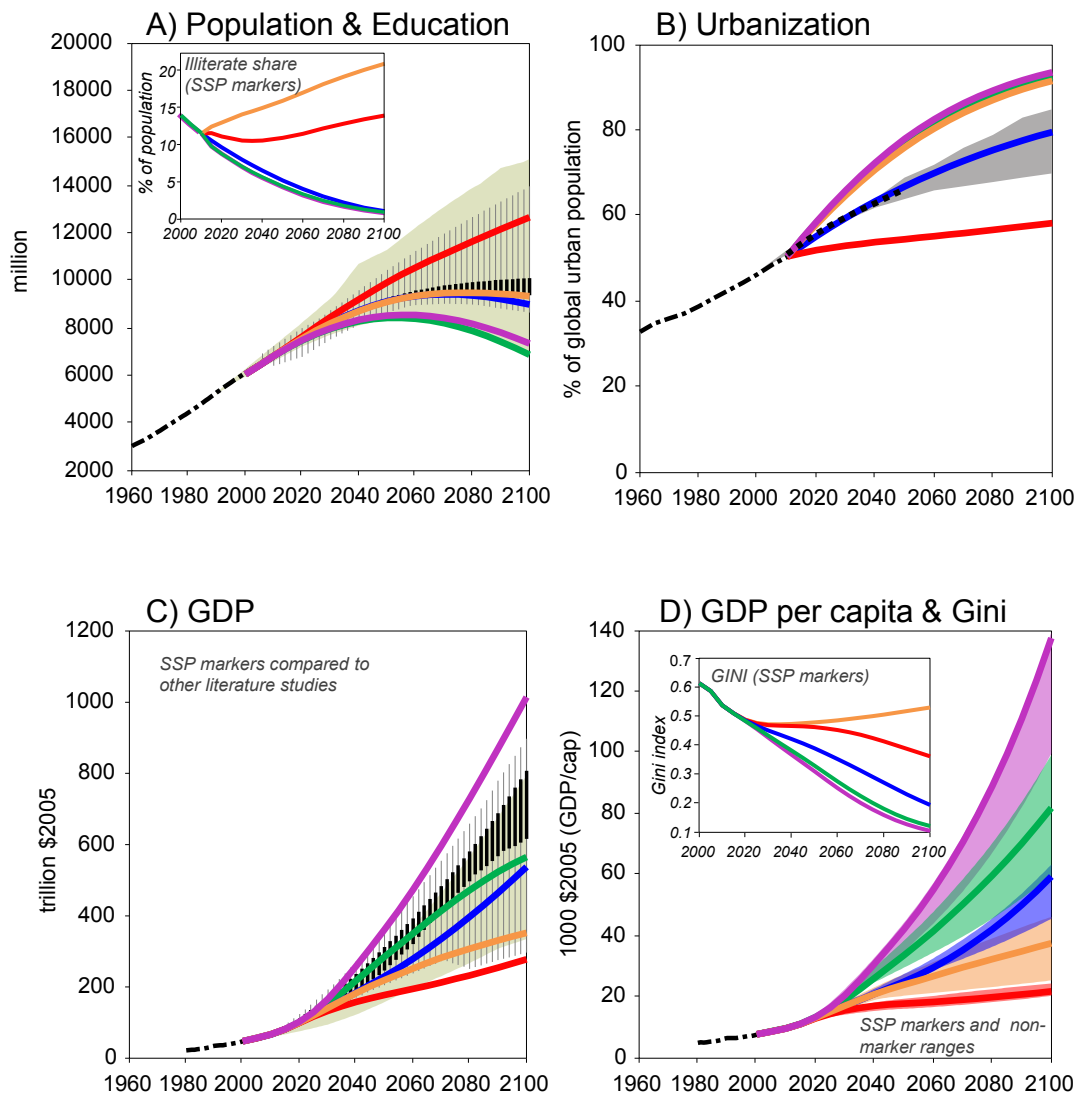 A) Population & Education
20000
18000
16000
14000
12000
10000
8000
6000
4000
2000
million
1960 1980 2000 2020 2040 2060 2080 2100
Illiterate share
(SSP markers)
% of population
20
15
10
5
0
2000 2020 2040 2060 2080 2100
B) Urbanization
100
80
60
40
20
0
% of global urban population
1960 1980 2000 2020 2040 2060 2080 2100
C) GDP
1200
1000
800
600
400
200
0
trillion $2005
SSP markers compared to
other literature studies
1960 1980 2000 2020 2040 2060 2080 2100
D) GDP per capita & Gini
140
120
100
80
60
40
20
0
1000 $2005 (GDP/cap)
GINI (SSP markers)
Gini index
0.7
0.6
0.5
0.4
0.3
0.2
0.1
2000 2020 2040 2060 2080 2100
SSP markers and non-
marker ranges
1960 1980 2000 2020 2040 2060 2080 2100